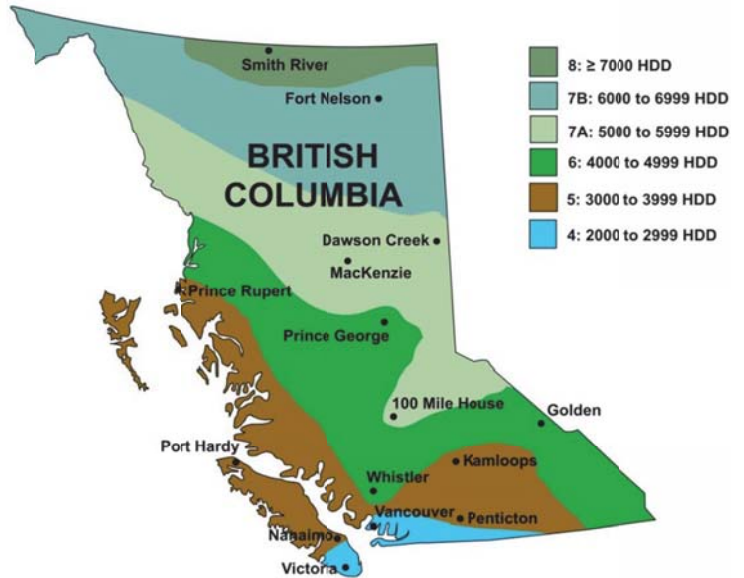 Smith River
Fort Nelson
BRITISH
COLUMBIA
Dawson Creek
MacKenzie
Prince Rupert
Prince George
100 Mile House
Golden
Port Hardy
Kamloops
Whistler
Vancouver
Penticton
Nanaimo
Victoria
8: ≥ 7000 HDD
7B: 6000 to 6999 HDD
7A: 5000 to 5999 HDD
6: 4000 to 4999 HDD
5: 3000 to 3999 HDD
4: 2000 to 2999 HDD